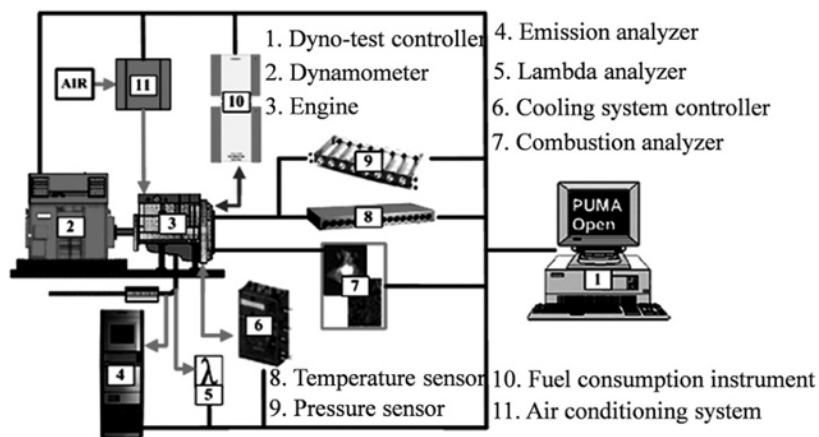 1. Dyno-test controller
2. Dynamometer
3. Engine
4. Emission analyzer
5. Lambda analyzer
6. Cooling system controller
7. Combustion analyzer
AIR
11
10
9
8
2
3
7
PUMA
Open
1
6
4
λ
5
8. Temperature sensor
9. Pressure sensor
10. Fuel consumption instrument
11. Air conditioning system